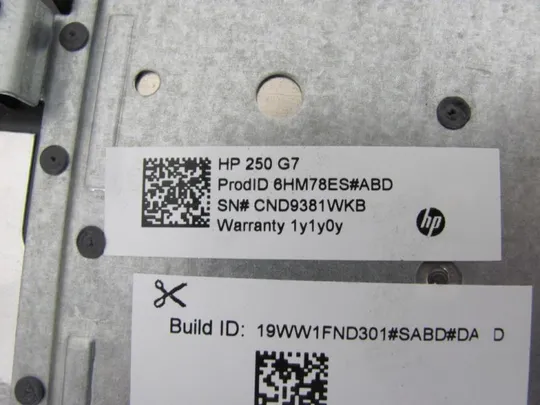 HP 250 G7
ProdID 6HM78ES#ABD
SN# CND9381WKB
Warranty 1y1y0y
hp
Build ID: 19WW1FND301#SABD#DA D